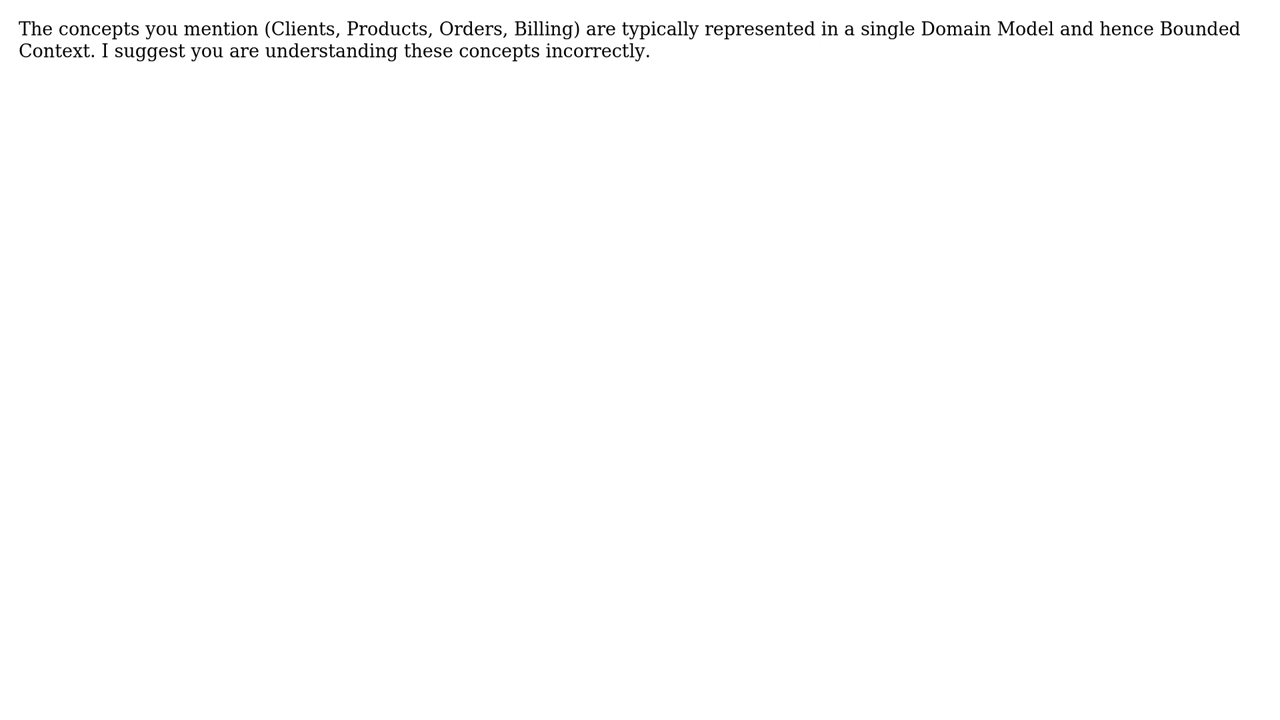 The concepts you mention (Clients, Products, Orders, Billing) are typically represented in a single Domain Model and hence Bounded
Context. I suggest you are understanding these concepts incorrectly.